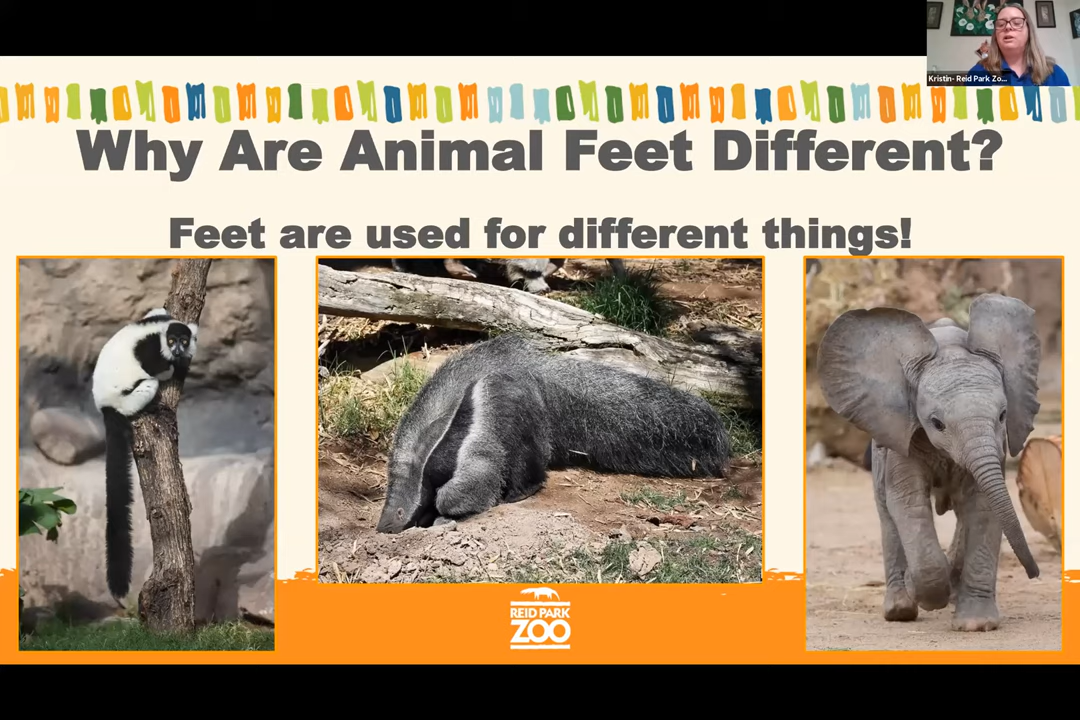 Kristin- Reid Park Zo...
Why Are Animal Feet Different?
Feet are used for different things!
REID PARK
ZOO